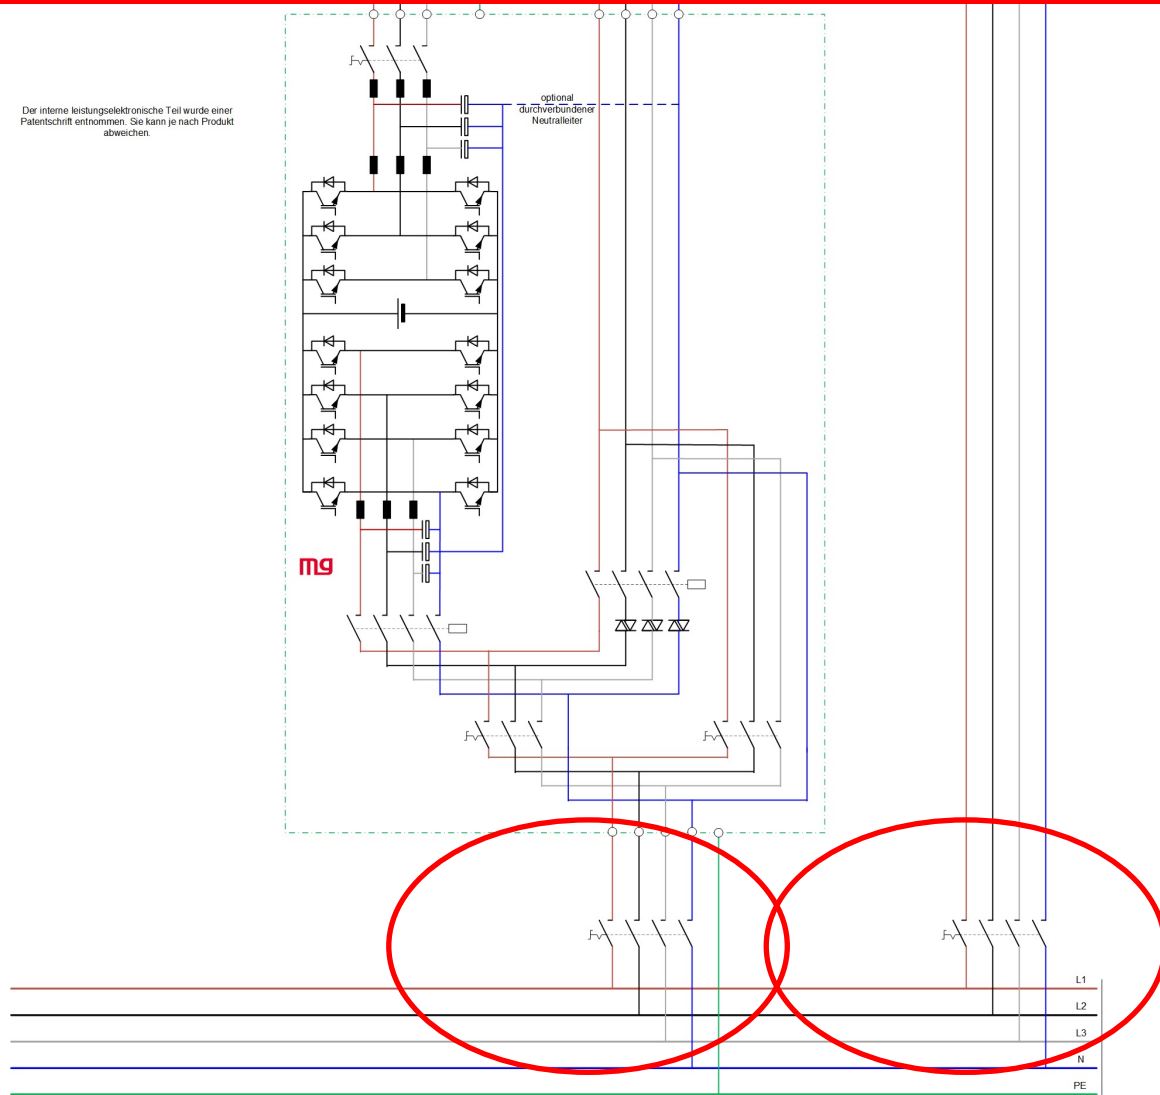 Der interne leistungselektronische Teil wurde einer
Patentschrift entnommen. Sie kann je nach Produkt
abweichen.
optional
durchverbundener
Neutralleiter
mg
L1
L2
L3
N
PE